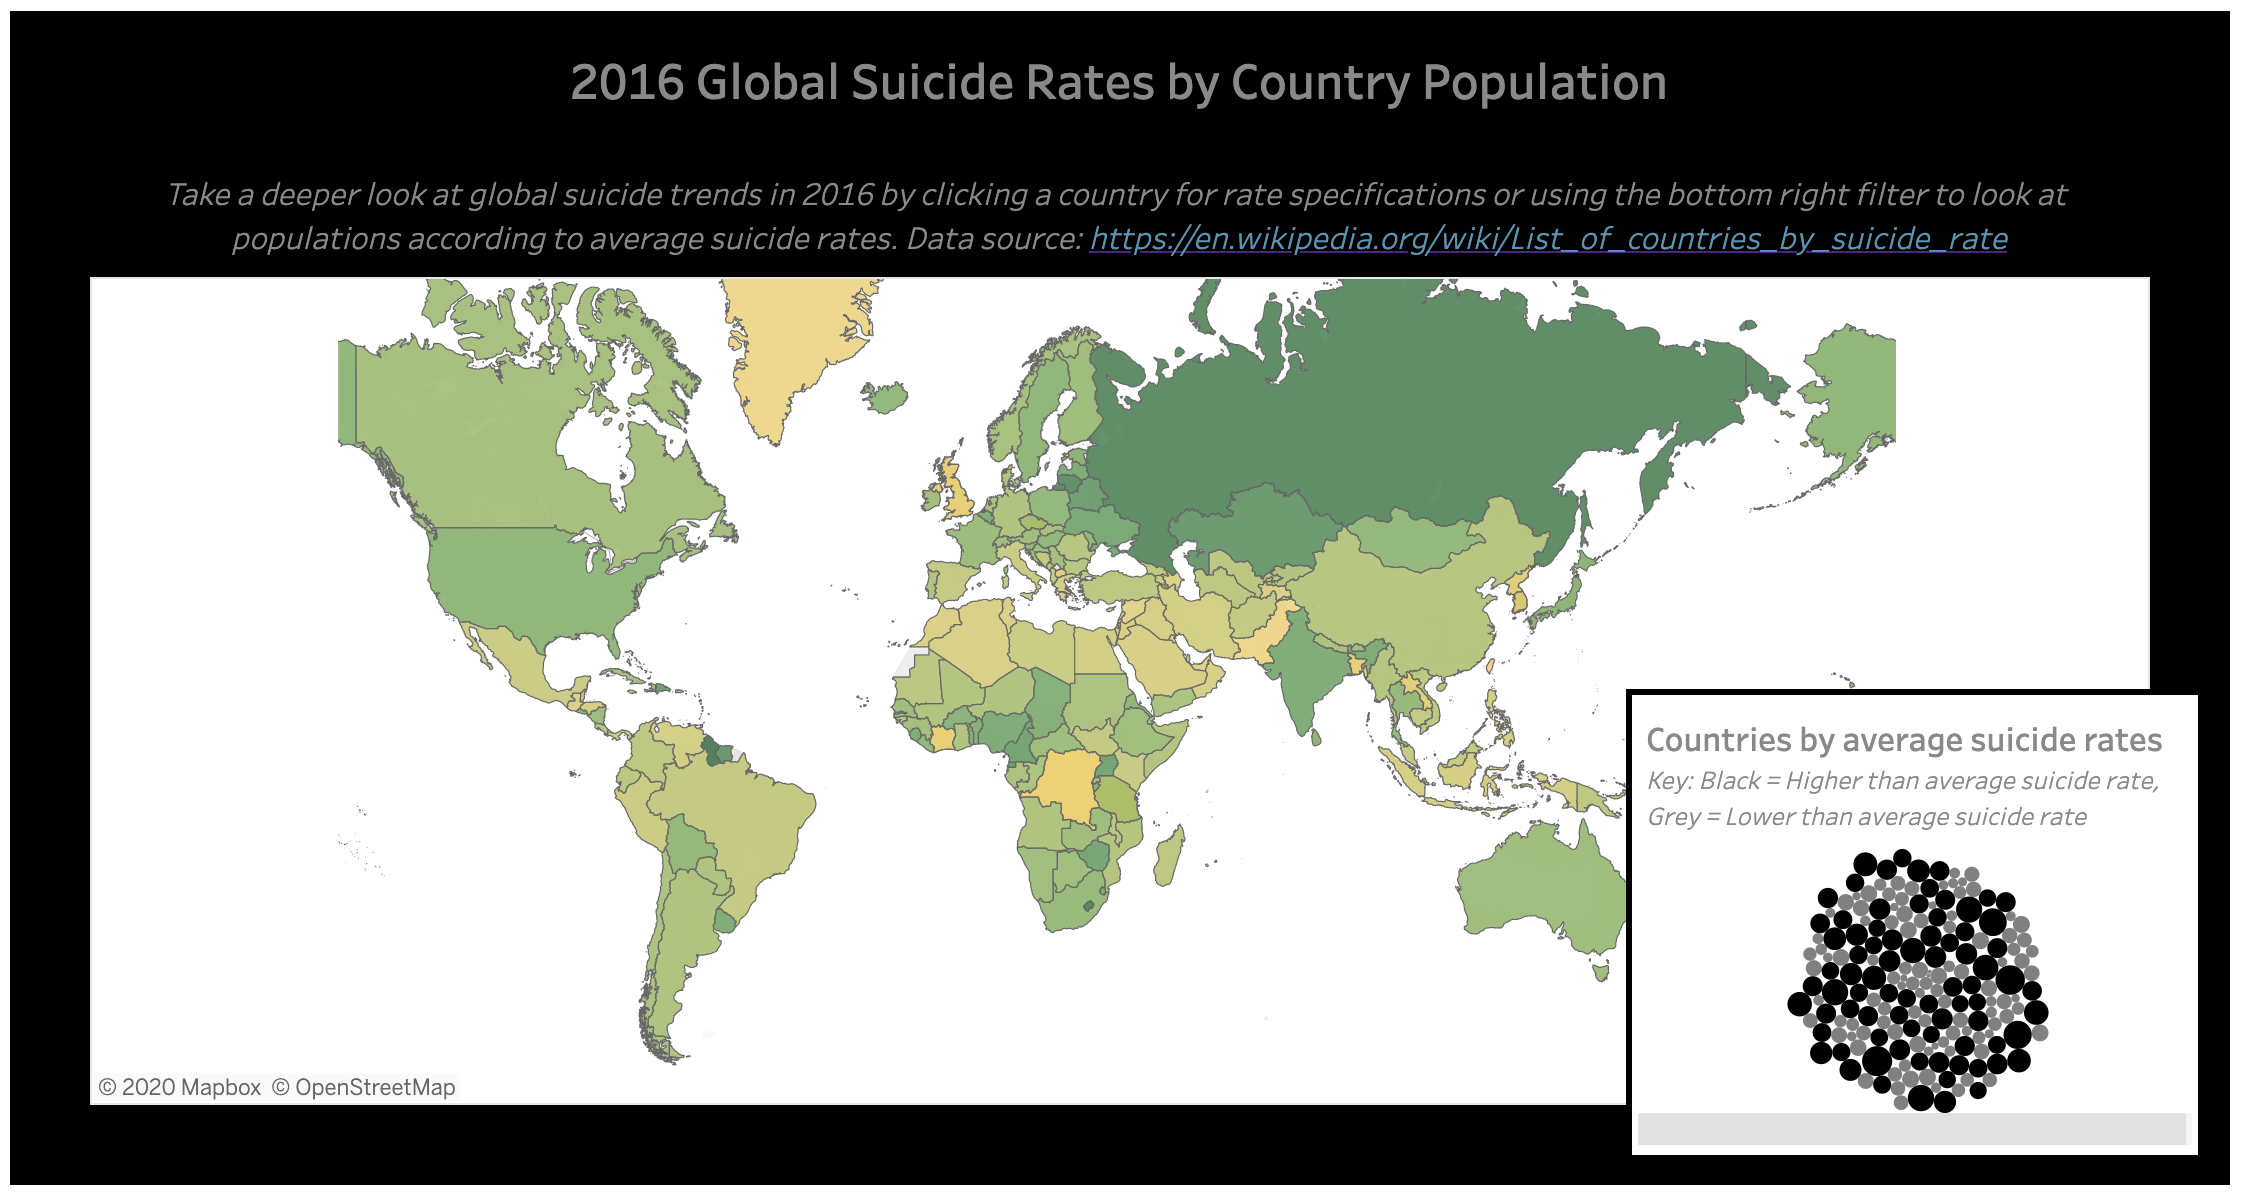 2016 Global Suicide Rates by Country Population
Take a deeper look at global suicide trends in 2016 by clicking a country for rate specifications or using the bottom right filter to look at
populations according to average suicide rates. Data source: https://en.wikipedia.org/wiki/List_of_countries_by_suicide_rate
Countries by average suicide rates
Key: Black = Higher than average suicide rate,
Grey = Lower than average suicide rate
© 2020 Mapbox © OpenStreetMap